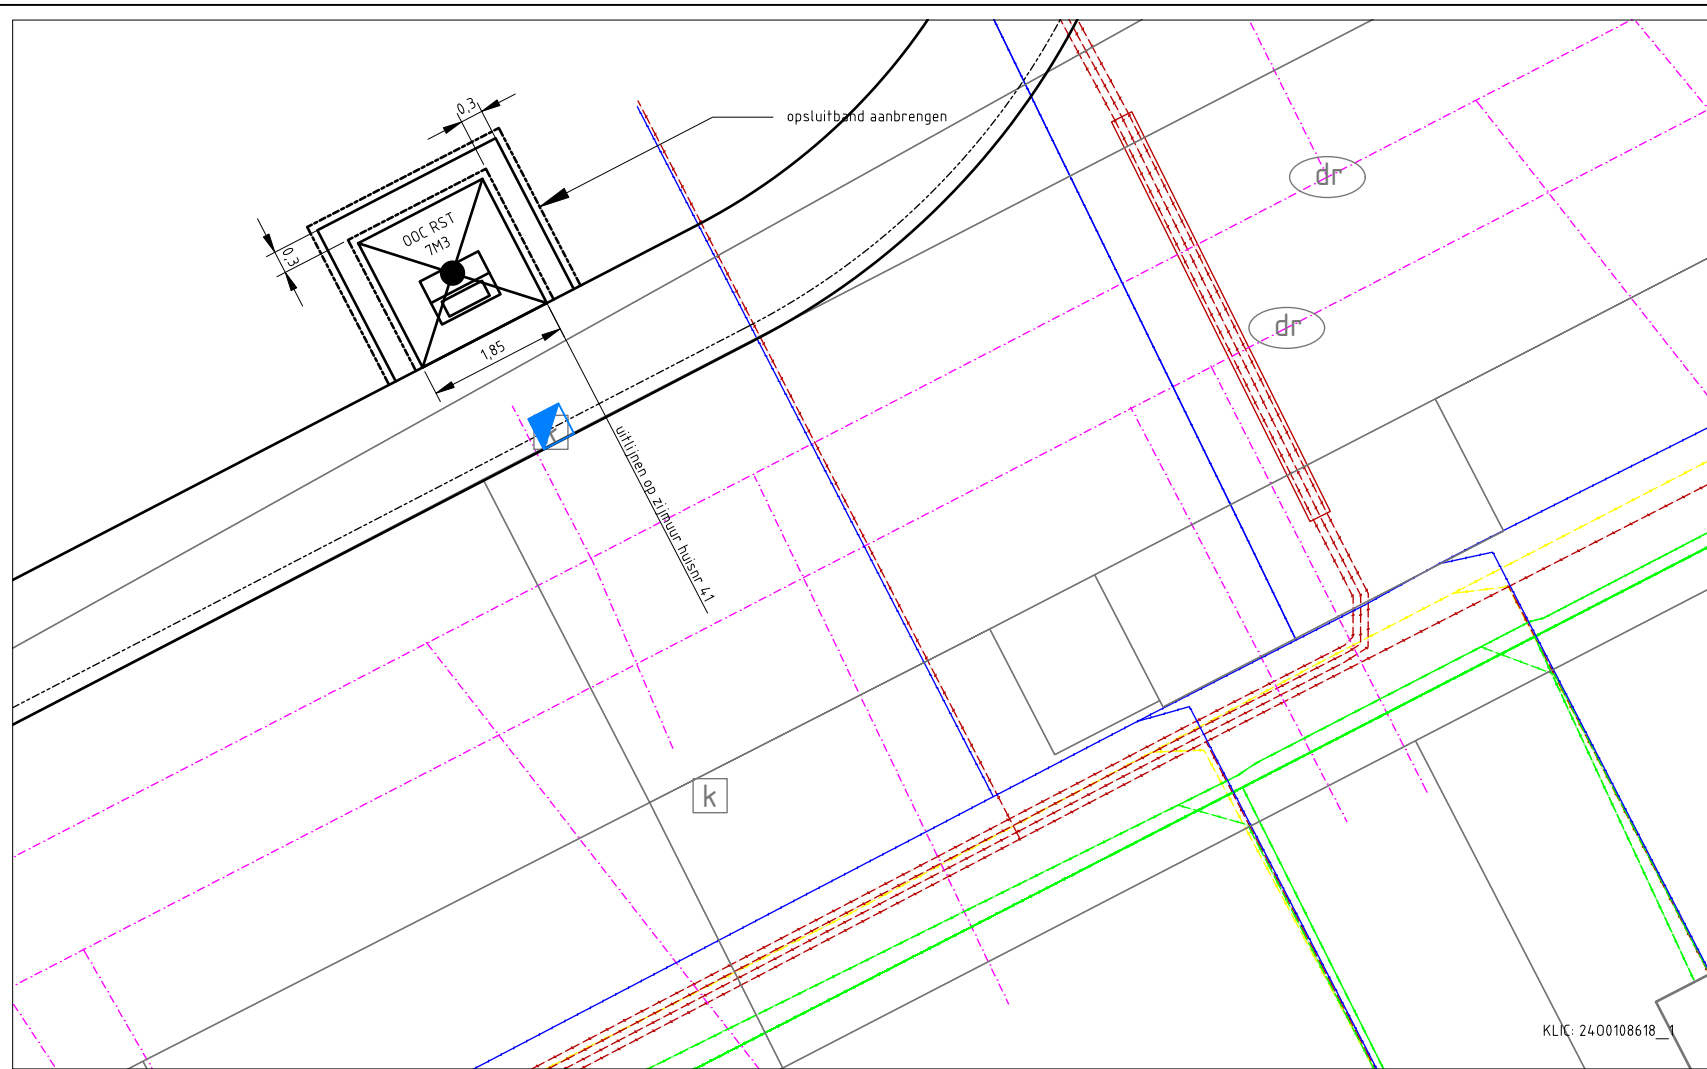 0,3
opsluitband aanbrengen
dr
OOC RST
7M3
0,3
dr
1,85
uitlijnen op zijmuur huisnr 41
k
KLIC: 2400108618_1